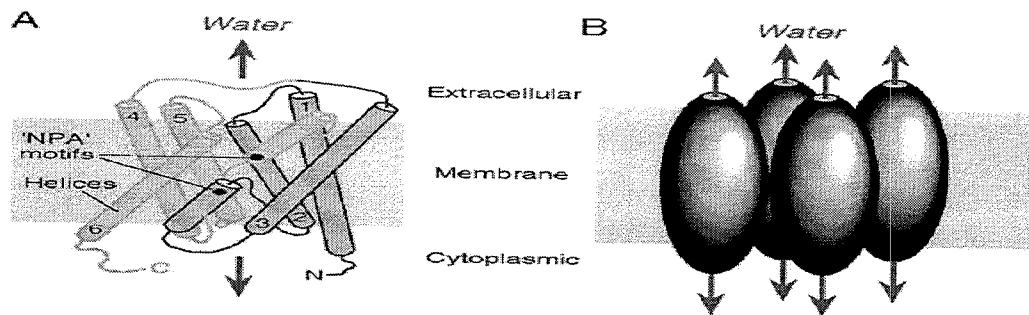 A
Water
4
5
1
'NPA'
motifs
Helices
6
3
2
C
N
Extracellular
Membrane
Cytoplasmic
B
Water